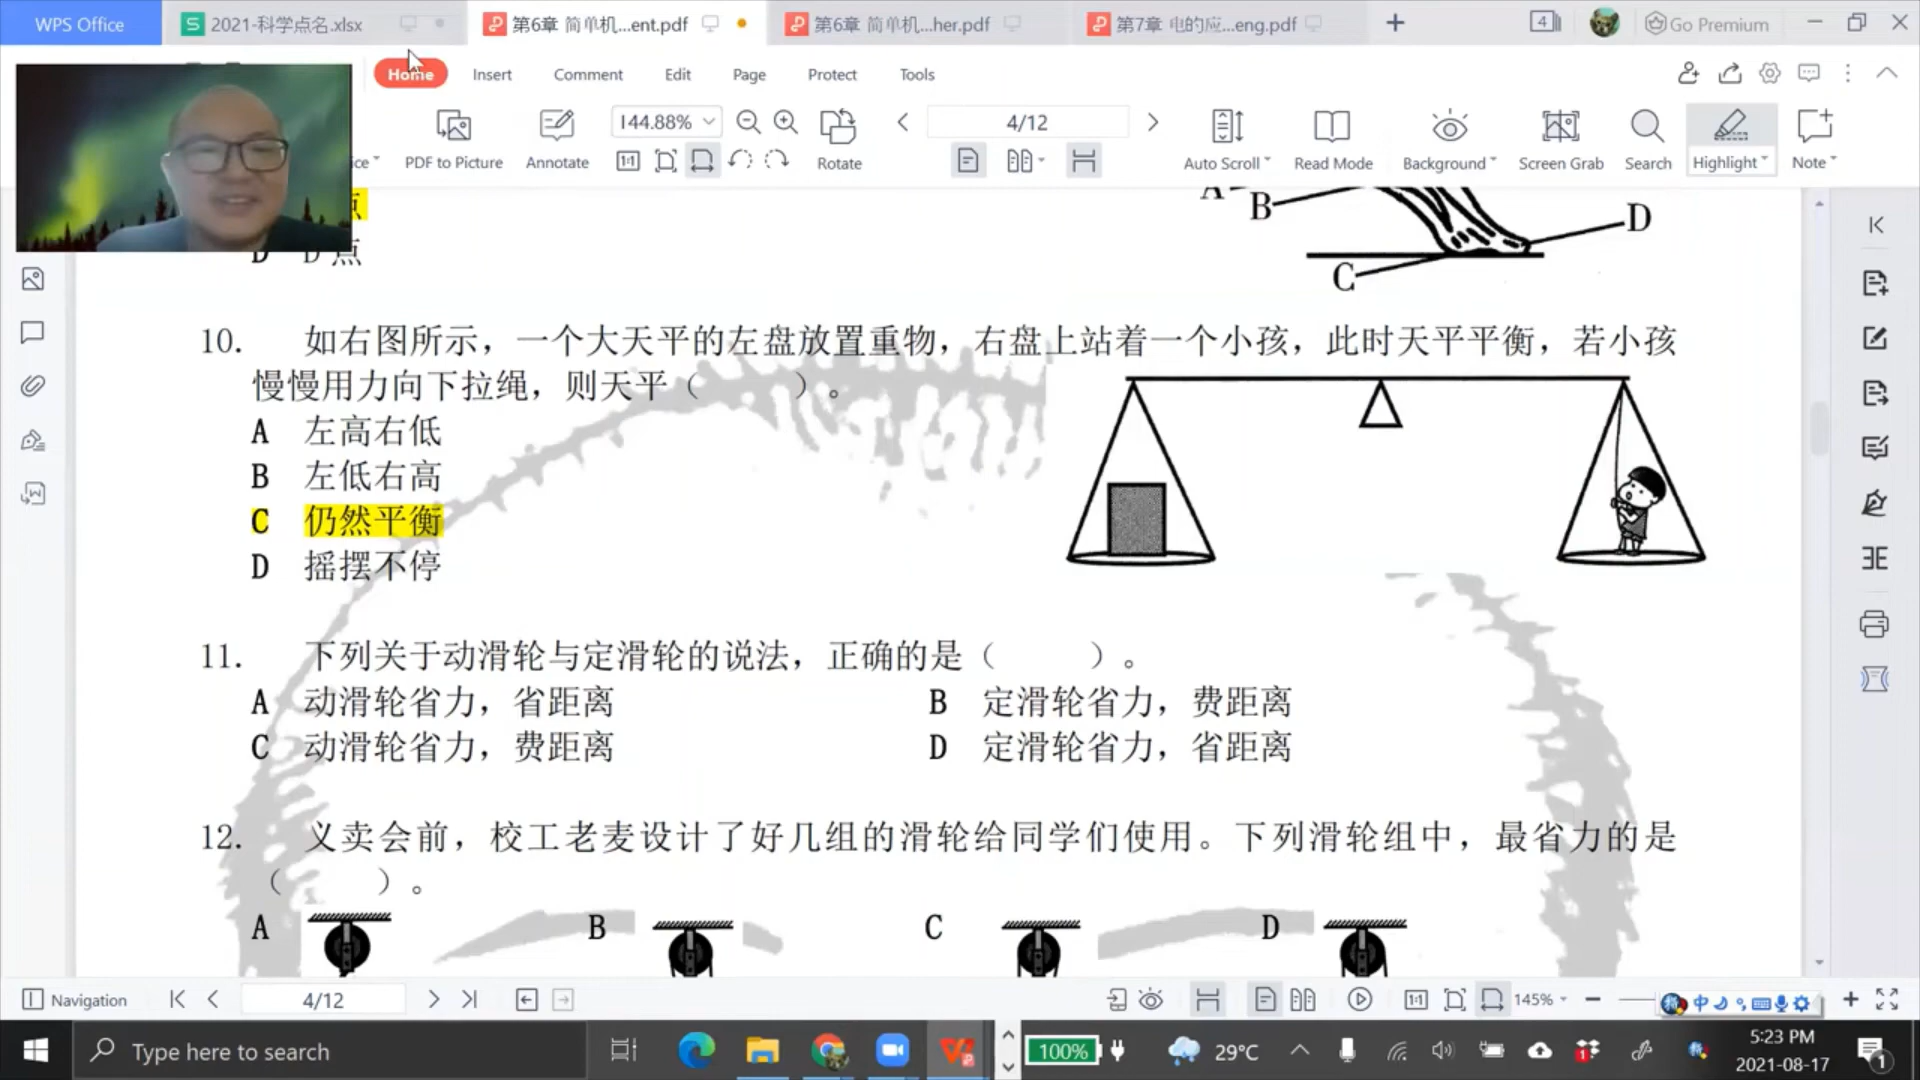 WPS Office
2021-科学点名.xlsx
第6章 简单机...ent.pdf
第6章 简单机...her.pdf
第7章 电的应...eng.pdf
4
Go Premium
Home
Insert
Comment
Edit
Page
Protect
Tools
PDF to Picture
Annotate
144.88%
Rotate
4/12
Auto Scroll
Read Mode
Background
Screen Grab
Search
Highlight
Note
点
D D点
A
B
C
D
10. 如右图所示，一个大天平的左盘放置重物，右盘上站着一个小孩，此时天平平衡，若小孩
慢慢用力向下拉绳，则天平（ ）。
A 左高右低
B 左低右高
C 仍然平衡
D 摇摆不停
11. 下列关于动滑轮与定滑轮的说法，正确的是（ ）。
A 动滑轮省力，省距离 B 定滑轮省力，费距离
C 动滑轮省力，费距离 D 定滑轮省力，省距离
12. 义卖会前，校工老麦设计了好几组的滑轮给同学们使用。下列滑轮组中，最省力的是
（ ）。
A B C D
Navigation
4/12
145%
中
Type here to search
100%
29°C
5:23 PM
2021-08-17
1